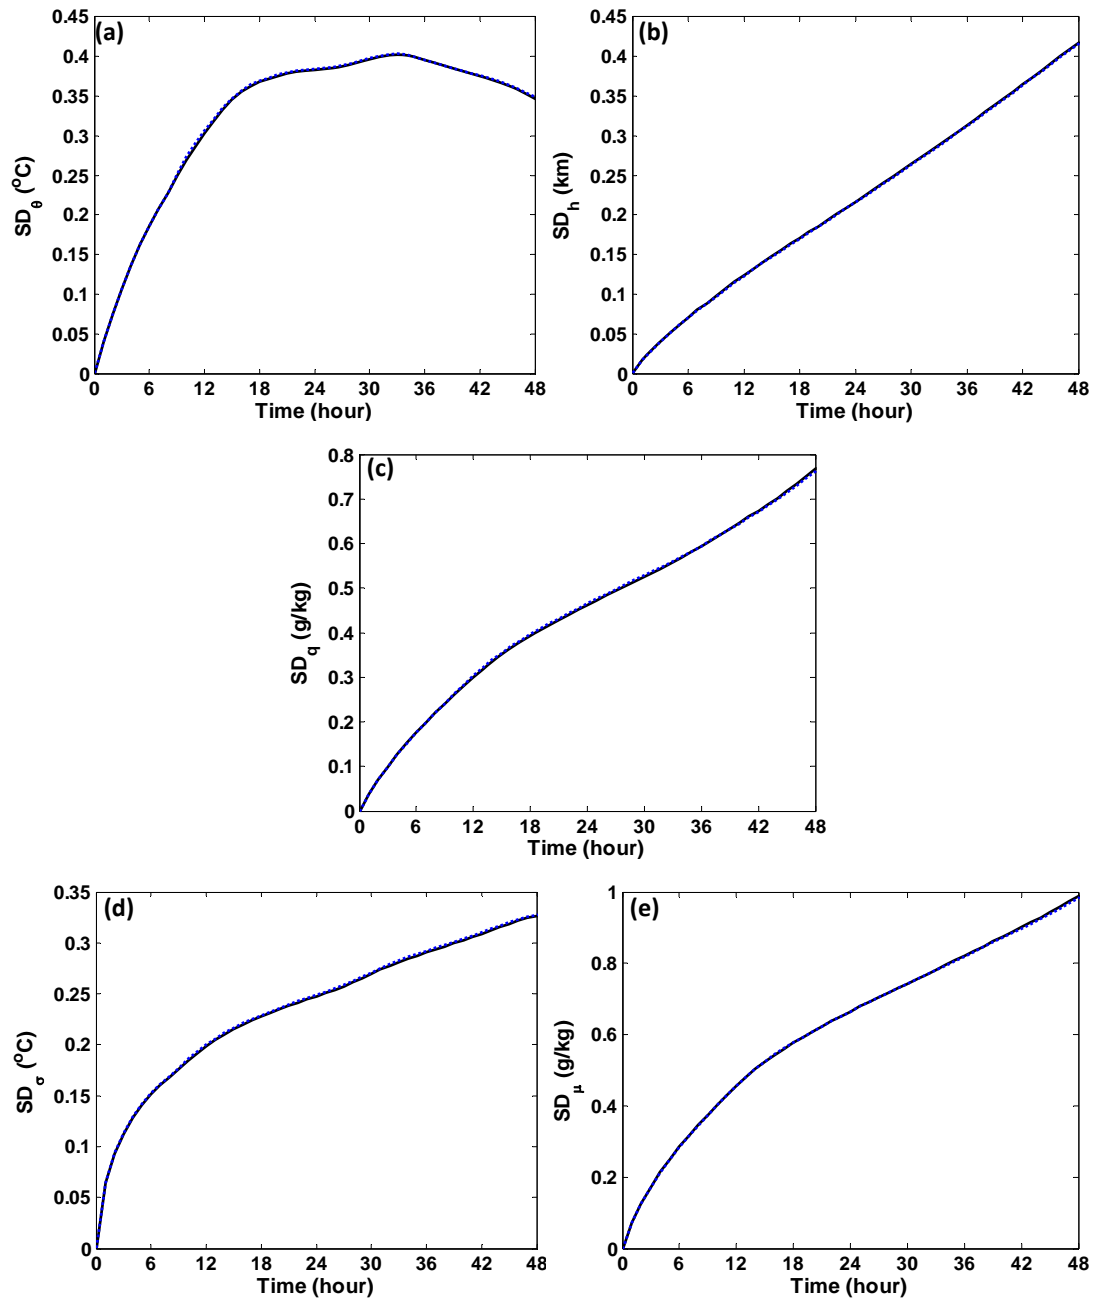 (a)
0.45
0.4
0.35
0.3
0.25
0.2
0.15
0.1
0.05
0
SD_θ (°C)
0 6 12 18 24 30 36 42 48
Time (hour)
(b)
0.45
0.4
0.35
0.3
0.25
0.2
0.15
0.1
0.05
0
SD_h (km)
0 6 12 18 24 30 36 42 48
Time (hour)
(c)
0.8
0.7
0.6
0.5
0.4
0.3
0.2
0.1
0
SD_q (g/kg)
0 6 12 18 24 30 36 42 48
Time (hour)
(d)
0.35
0.3
0.25
0.2
0.15
0.1
0.05
0
SD_σ (°C)
0 6 12 18 24 30 36 42 48
Time (hour)
(e)
1
0.8
0.6
0.4
0.2
0
SD_μ (g/kg)
0 6 12 18 24 30 36 42 48
Time (hour)